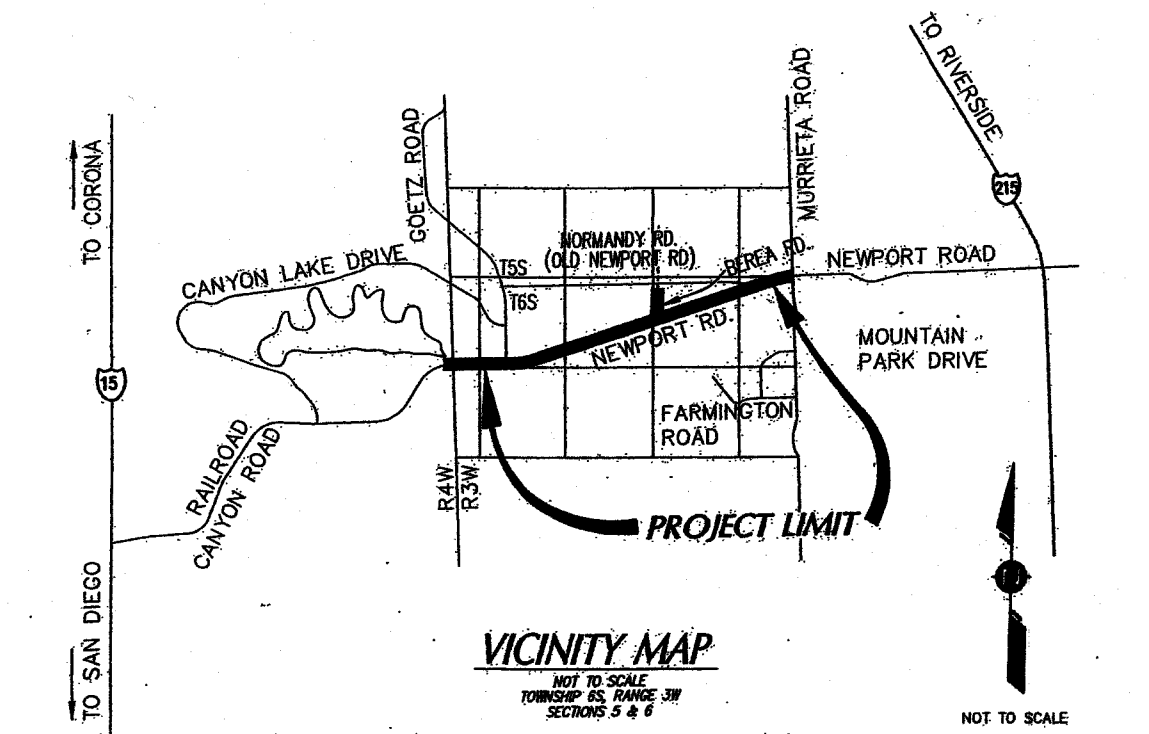 TO RIVERSIDE
215
TO CORONA
GOETZ ROAD
MURRIETA ROAD
NORMANDY RD.
(OLD NEWPORT RD)
BEREA RD.
NEWPORT ROAD
CANYON LAKE DRIVE
T5S
T6S
NEWPORT RD.
MOUNTAIN
PARK DRIVE
15
FARMINGTON
ROAD
RAILROAD
CANYON ROAD
R4W
R3W
PROJECT LIMIT
TO SAN DIEGO
VICINITY MAP
NOT TO SCALE
TOWNSHIP 6S, RANGE 3W
SECTIONS 5 & 6
NOT TO SCALE